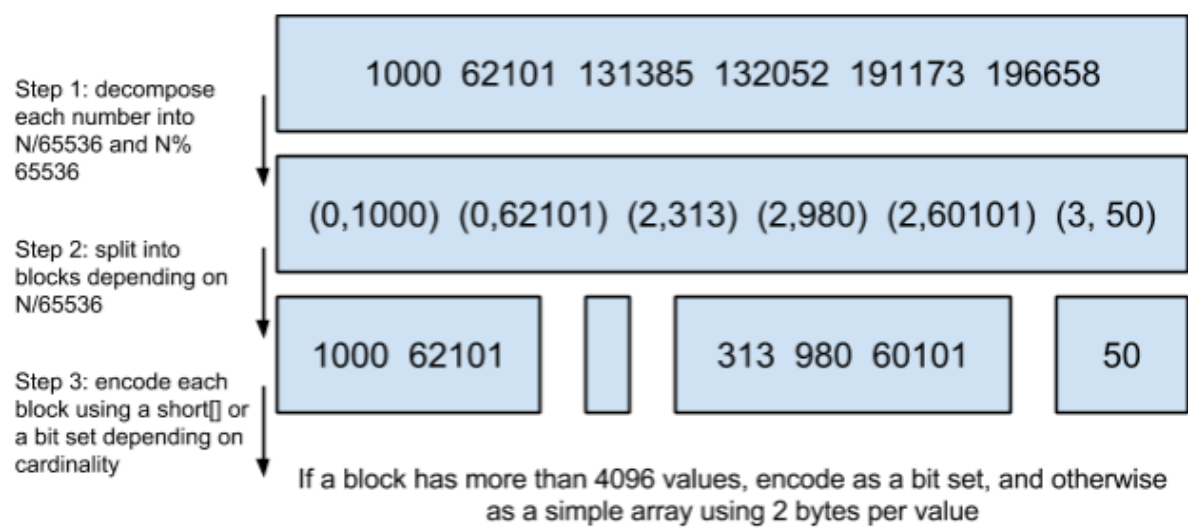 1000 62101 131385 132052 191173 196658
Step 1: decompose
each number into
N/65536 and N%
65536
(0,1000) (0,62101) (2,313) (2,980) (2,60101) (3, 50)
Step 2: split into
blocks depending on
N/65536
1000 62101 313 980 60101 50
Step 3: encode each
block using a short[] or
a bit set depending on
cardinality
If a block has more than 4096 values, encode as a bit set, and otherwise
as a simple array using 2 bytes per value